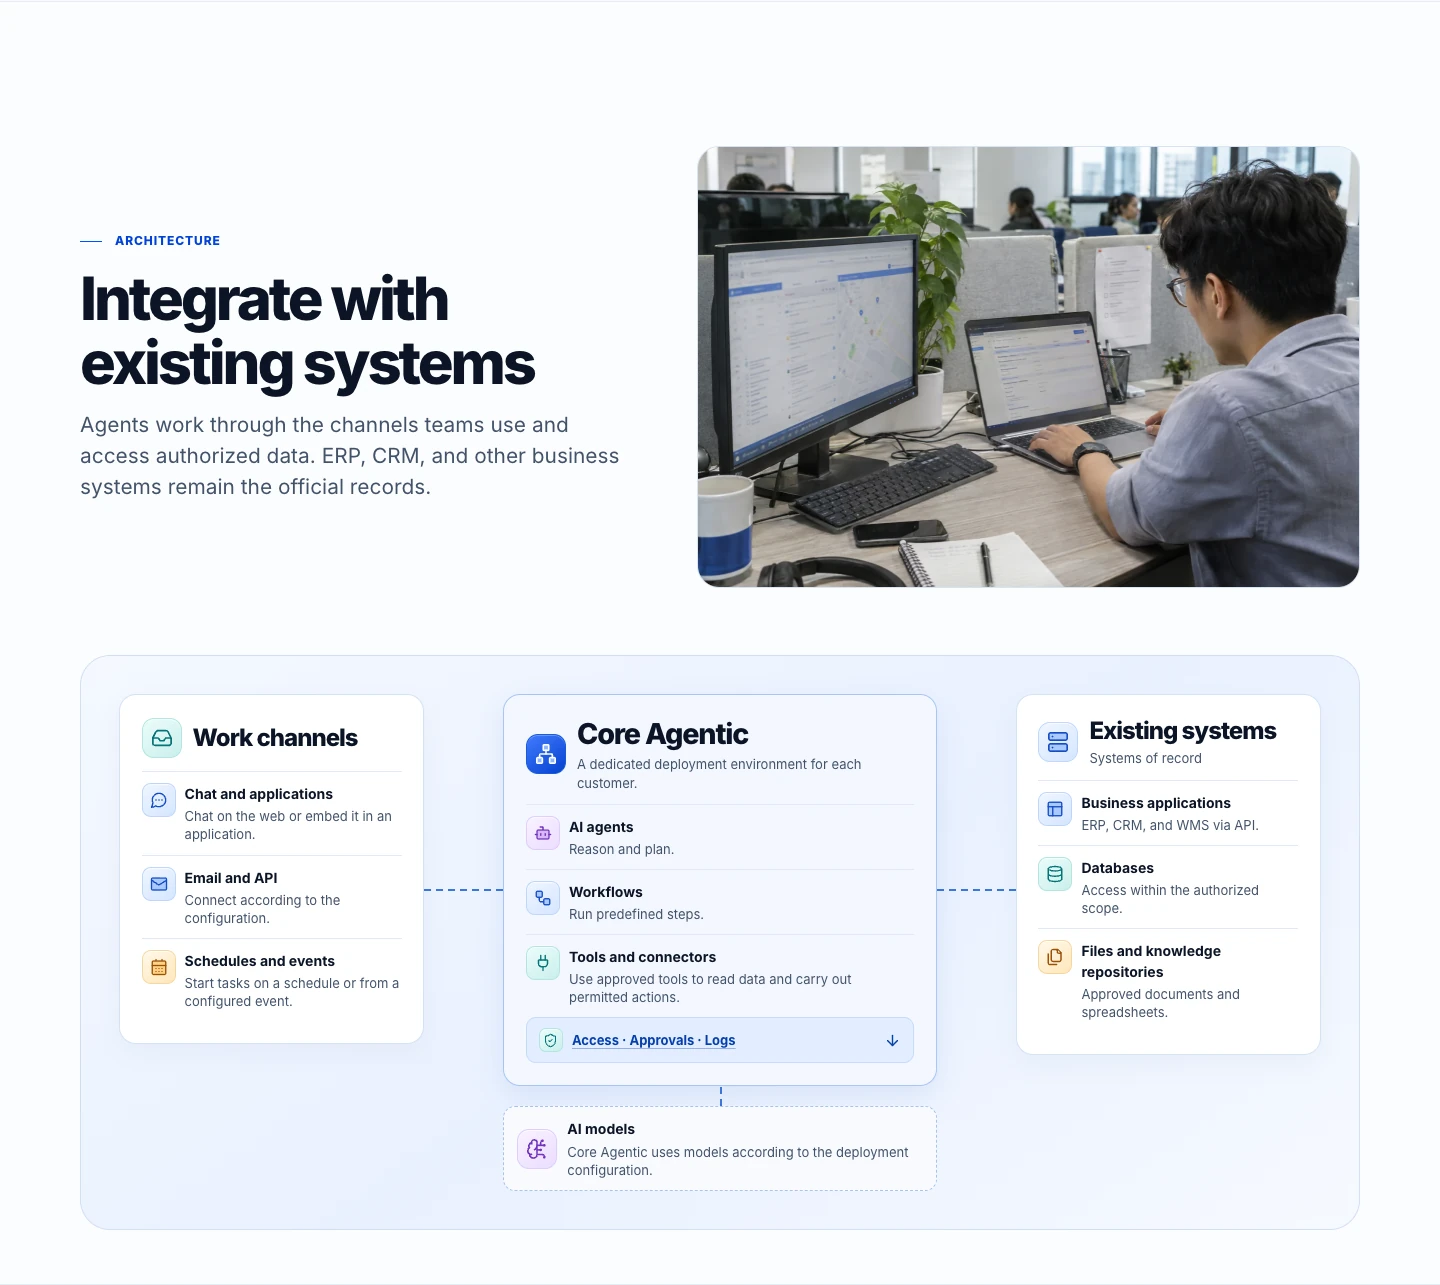 ARCHITECTURE
Integrate with
existing systems
Agents work through the channels teams use and
access authorized data. ERP, CRM, and other business
systems remain the official records.
Work channels
Chat and applications
Chat on the web or embed it in an
application.
Email and API
Connect according to the
configuration.
Schedules and events
Start tasks on a schedule or from a
configured event.
Core Agentic
A dedicated deployment environment for each
customer.
AI agents
Reason and plan.
Workflows
Run predefined steps.
Tools and connectors
Use approved tools to read data and carry out
permitted actions.
Access · Approvals · Logs
AI models
Core Agentic uses models according to the deployment
configuration.
Existing systems
Systems of record
Business applications
ERP, CRM, and WMS via API.
Databases
Access within the authorized
scope.
Files and knowledge
repositories
Approved documents and
spreadsheets.